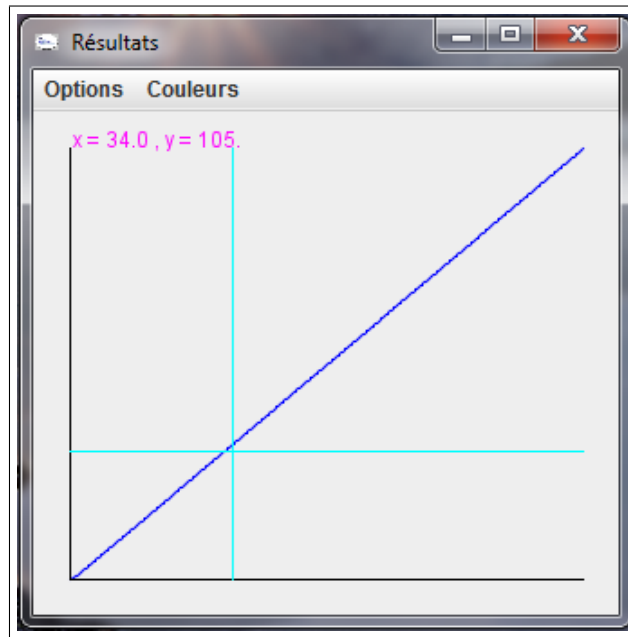 Résultats
Options Couleurs
x = 34.0 , y = 105.